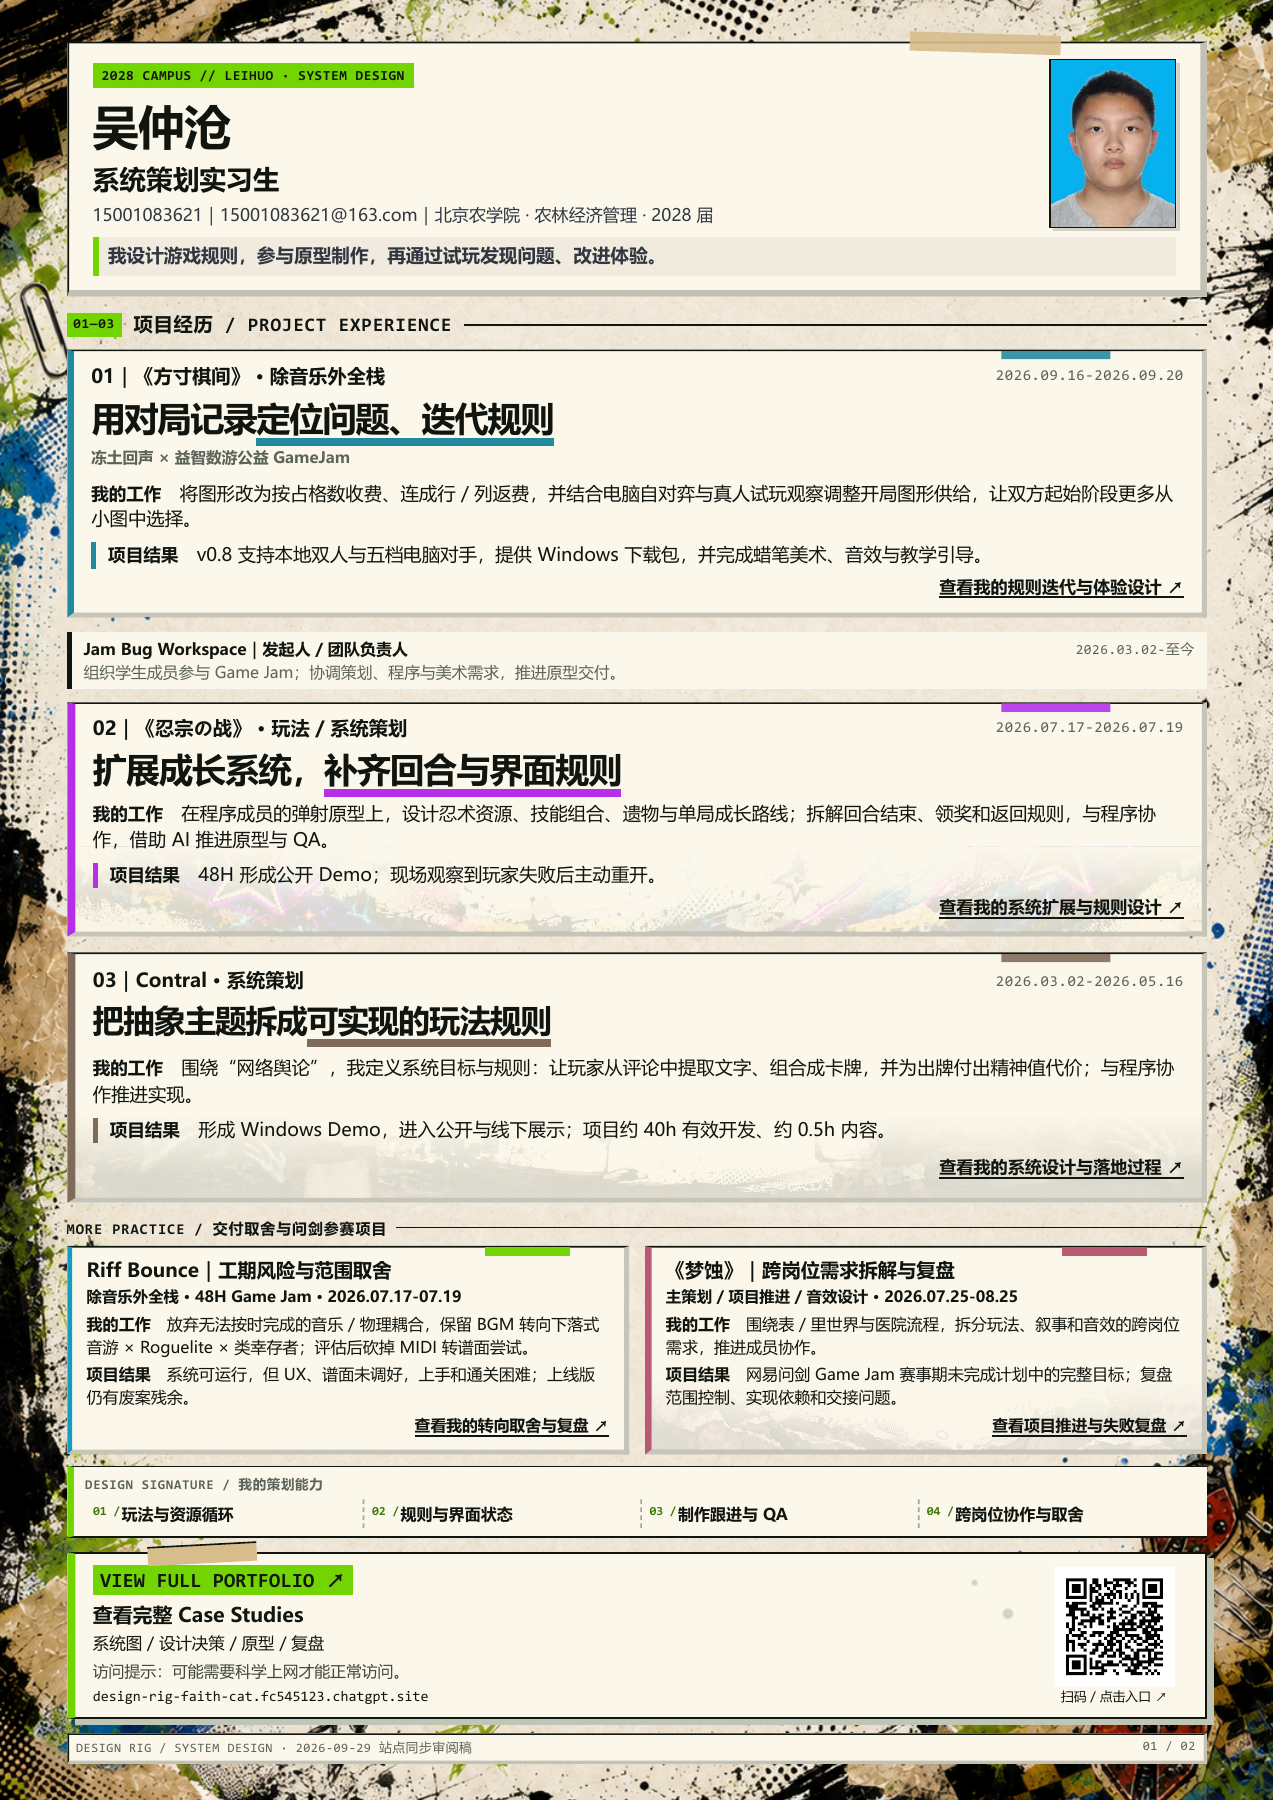 2028 CAMPUS // LEIHUO · SYSTEM DESIGN
吴仲沧
系统策划实习生
15001083621 | 15001083621@163.com | 北京农学院 · 农林经济管理 · 2028 届
我设计游戏规则，参与原型制作，再通过试玩发现问题、改进体验。
01—03 项目经历 / PROJECT EXPERIENCE
01 | 《方寸棋间》 • 除音乐外全栈
2026.09.16-2026.09.20
用对局记录定位问题、迭代规则
冻土回声 × 益智数游公益 GameJam
我的工作 将图形改为按占格数收费、连成行 / 列返费，并结合电脑自对弈与真人试玩观察调整开局图形供给，让双方起始阶段更多从
小图中选择。
项目结果 v0.8 支持本地双人与五档电脑对手，提供 Windows 下载包，并完成蜡笔美术、音效与教学引导。
查看我的规则迭代与体验设计 ↗
Jam Bug Workspace | 发起人 / 团队负责人
2026.03.02-至今
组织学生成员参与 Game Jam；协调策划、程序与美术需求，推进原型交付。
02 | 《忍宗の战》 • 玩法 / 系统策划
2026.07.17-2026.07.19
扩展成长系统，补齐回合与界面规则
我的工作 在程序成员的弹射原型上，设计忍术资源、技能组合、遗物与单局成长路线；拆解回合结束、领奖和返回规则，与程序协
作，借助 AI 推进原型与 QA。
项目结果 48H 形成公开 Demo；现场观察到玩家失败后主动重开。
查看我的系统扩展与规则设计 ↗
03 | Contral • 系统策划
2026.03.02-2026.05.16
把抽象主题拆成可实现的玩法规则
我的工作 围绕“网络舆论”，我定义系统目标与规则：让玩家从评论中提取文字、组合成卡牌，并为出牌付出精神值代价；与程序协
作推进实现。
项目结果 形成 Windows Demo，进入公开与线下展示；项目约 40h 有效开发、约 0.5h 内容。
查看我的系统设计与落地过程 ↗
MORE PRACTICE / 交付取舍与问剑参赛项目
Riff Bounce | 工期风险与范围取舍
除音乐外全栈 • 48H Game Jam • 2026.07.17-07.19
我的工作 放弃无法按时完成的音乐 / 物理耦合，保留 BGM 转向下落式
音游 × Roguelite × 类幸存者；评估后砍掉 MIDI 转谱面尝试。
项目结果 系统可运行，但 UX、谱面未调好，上手和通关困难；上线版
仍有废案残余。
查看我的转向取舍与复盘 ↗
《梦蚀》 | 跨岗位需求拆解与复盘
主策划 / 项目推进 / 音效设计 • 2026.07.25-08.25
我的工作 围绕表 / 里世界与医院流程，拆分玩法、叙事和音效的跨岗位
需求，推进成员协作。
项目结果 网易问剑 Game Jam 赛事期未完成计划中的完整目标；复盘
范围控制、实现依赖和交接问题。
查看项目推进与失败复盘 ↗
DESIGN SIGNATURE / 我的策划能力
01 / 玩法与资源循环
02 / 规则与界面状态
03 / 制作跟进与 QA
04 / 跨岗位协作与取舍
VIEW FULL PORTFOLIO ↗
查看完整 Case Studies
系统图 / 设计决策 / 原型 / 复盘
访问提示：可能需要科学上网才能正常访问。
design-rig-faith-cat.fc545123.chatgpt.site
扫码 / 点击入口 ↗
DESIGN RIG / SYSTEM DESIGN · 2026-09-29 站点同步审阅稿
01 / 02